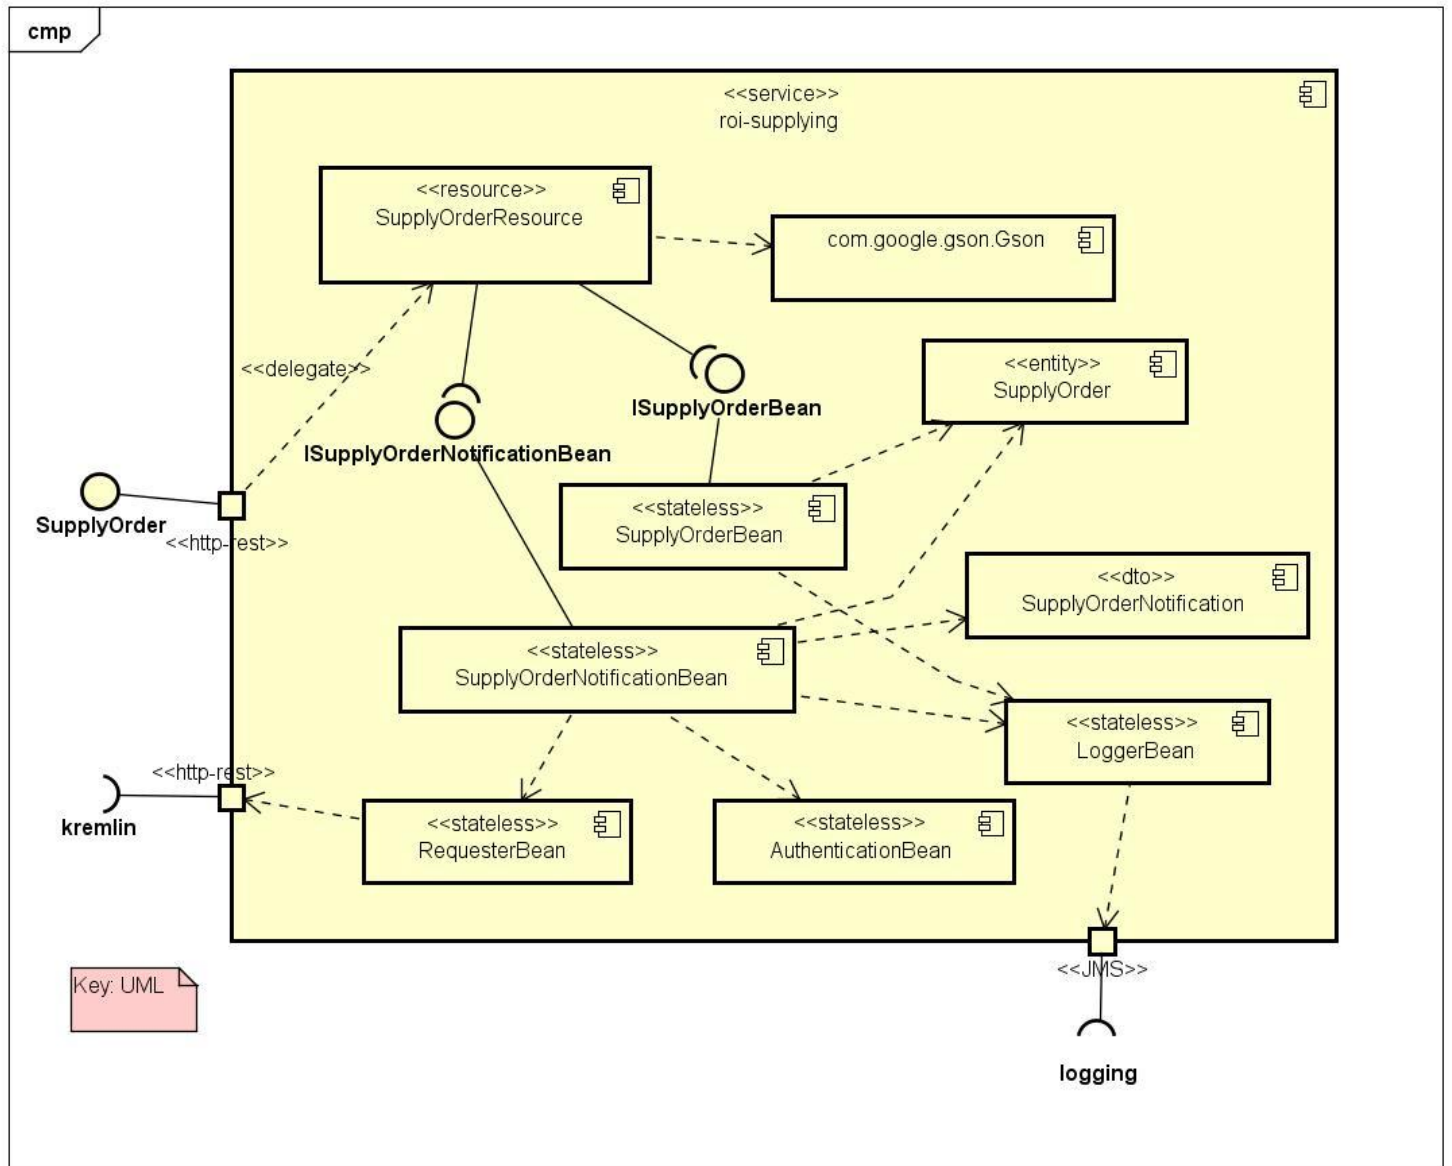 cmp
<<service>>
roi-supplying
<<resource>>
SupplyOrderResource
com.google.gson.Gson
<<delegate>>
<<entity>>
SupplyOrder
ISupplyOrderBean
ISupplyOrderNotificationBean
SupplyOrder
<<http-rest>>
<<stateless>>
SupplyOrderBean
<<dto>>
SupplyOrderNotification
<<stateless>>
SupplyOrderNotificationBean
<<stateless>>
LoggerBean
<<http-rest>>
kremlin
<<stateless>>
RequesterBean
<<stateless>>
AuthenticationBean
<<JMS>>
Key: UML
logging